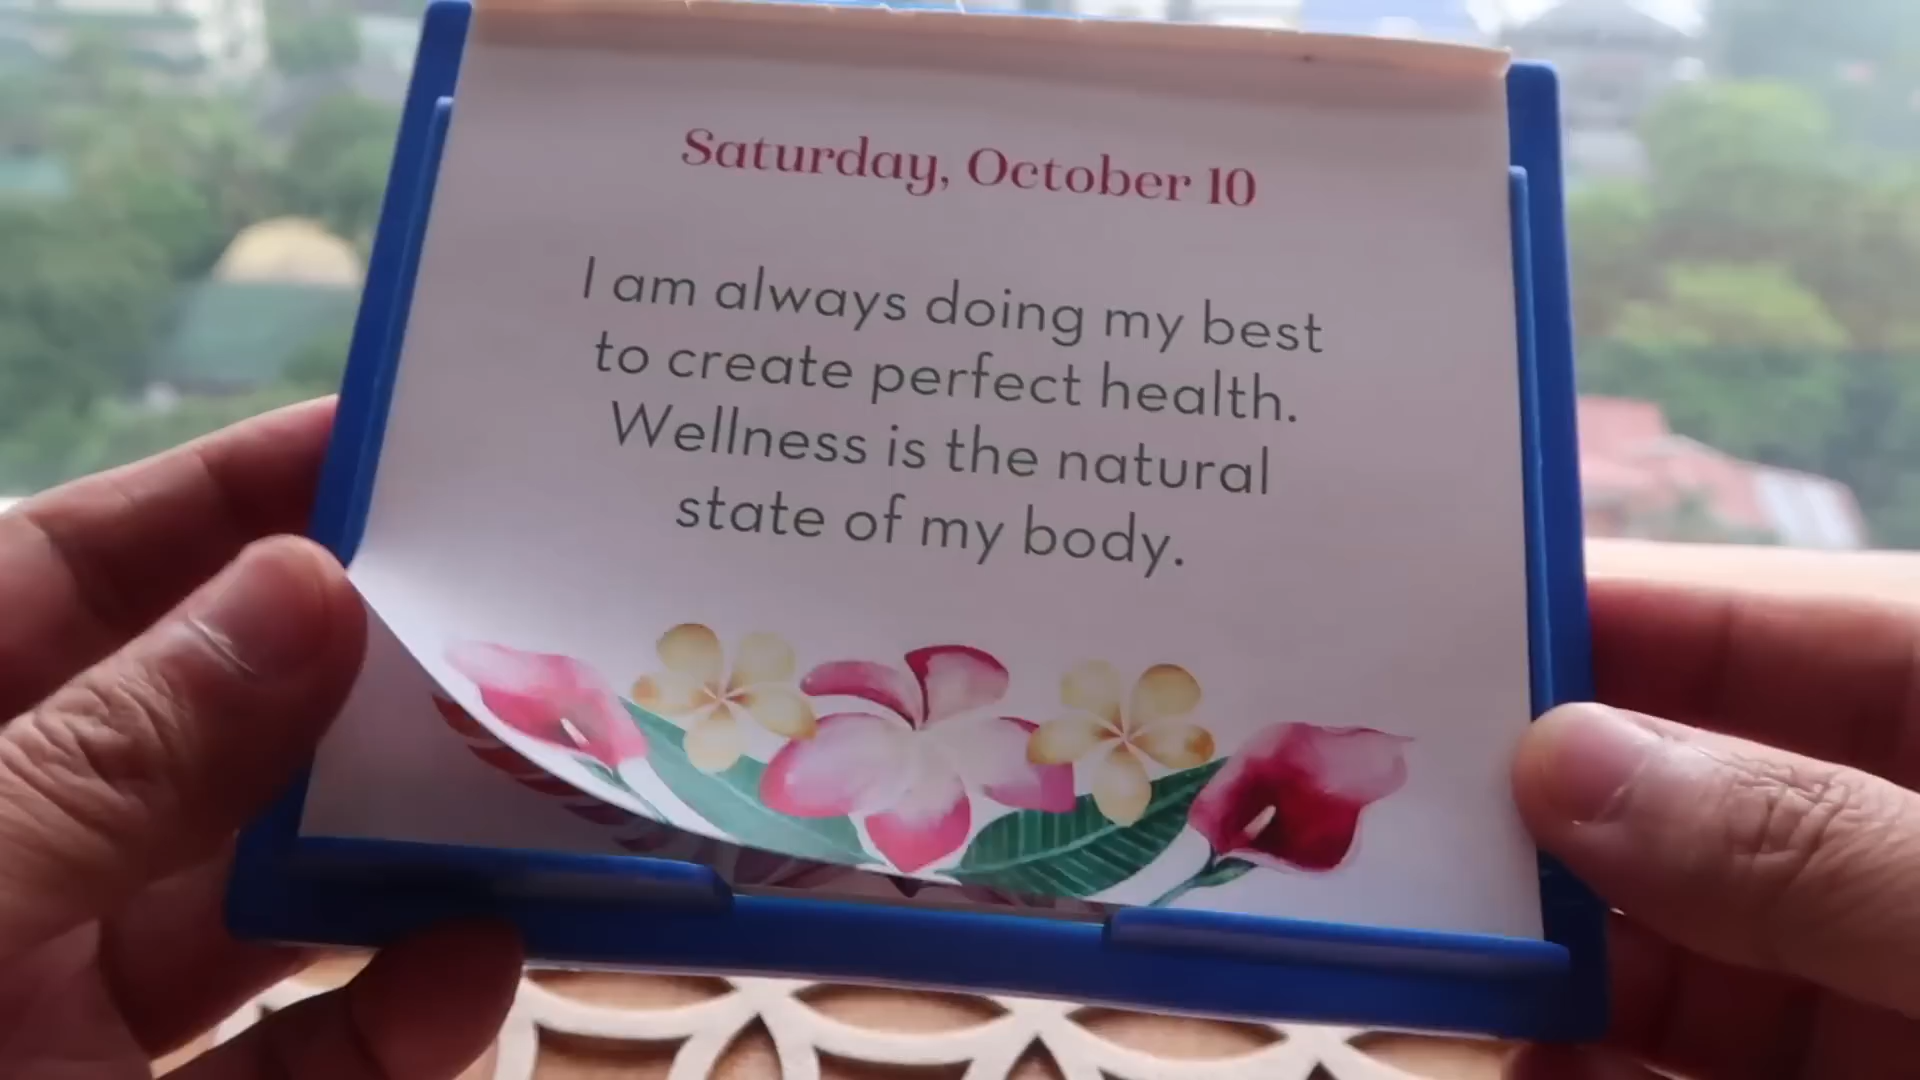 Saturday, October 10
I am always doing my best
to create perfect health.
Wellness is the natural
state of my body.